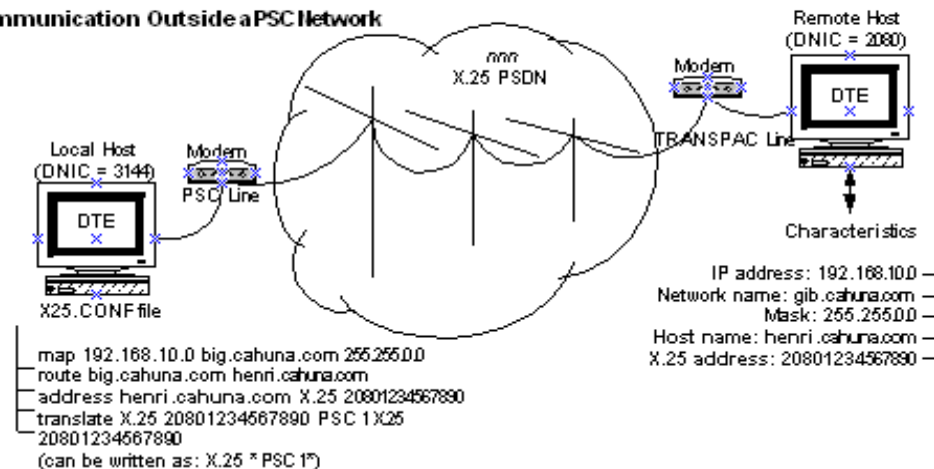 mmunication Outside a PSC Network
Remote Host
(DNIC = 2080)
nnn
X.25 PSDN
Modem
DTE
TRANSPAC Line
Local Host
(DNIC = 3144)
Modem
PSC Line
DTE
X25.CONF file
Characteristics
IP address: 192.168.10.0
Network name: gib.cahuna.com
Mask: 255.255.0.0
Host name: henri.cahuna.com
X.25 address: 20801234567890
map 192.168.10.0 big.cahuna.com 255.255.0.0
route big.cahuna.com henri.cahuna.com
address henri.cahuna.com X.25 20801234567890
translate X.25 20801234567890 PSC 1 X25
20801234567890
(can be written as: X.25 * PSC 1*)